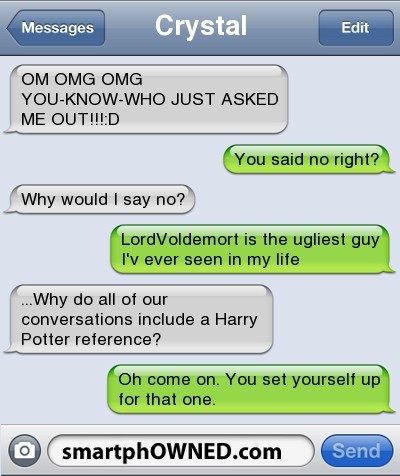 Messages
Crystal
Edit
OM OMG OMG
YOU-KNOW-WHO JUST ASKED
ME OUT!!!:D
You said no right?
Why would I say no?
LordVoldemort is the ugliest guy
I'v ever seen in my life
...Why do all of our
conversations include a Harry
Potter reference?
Oh come on. You set yourself up
for that one.
smartphOWNED.com
Send